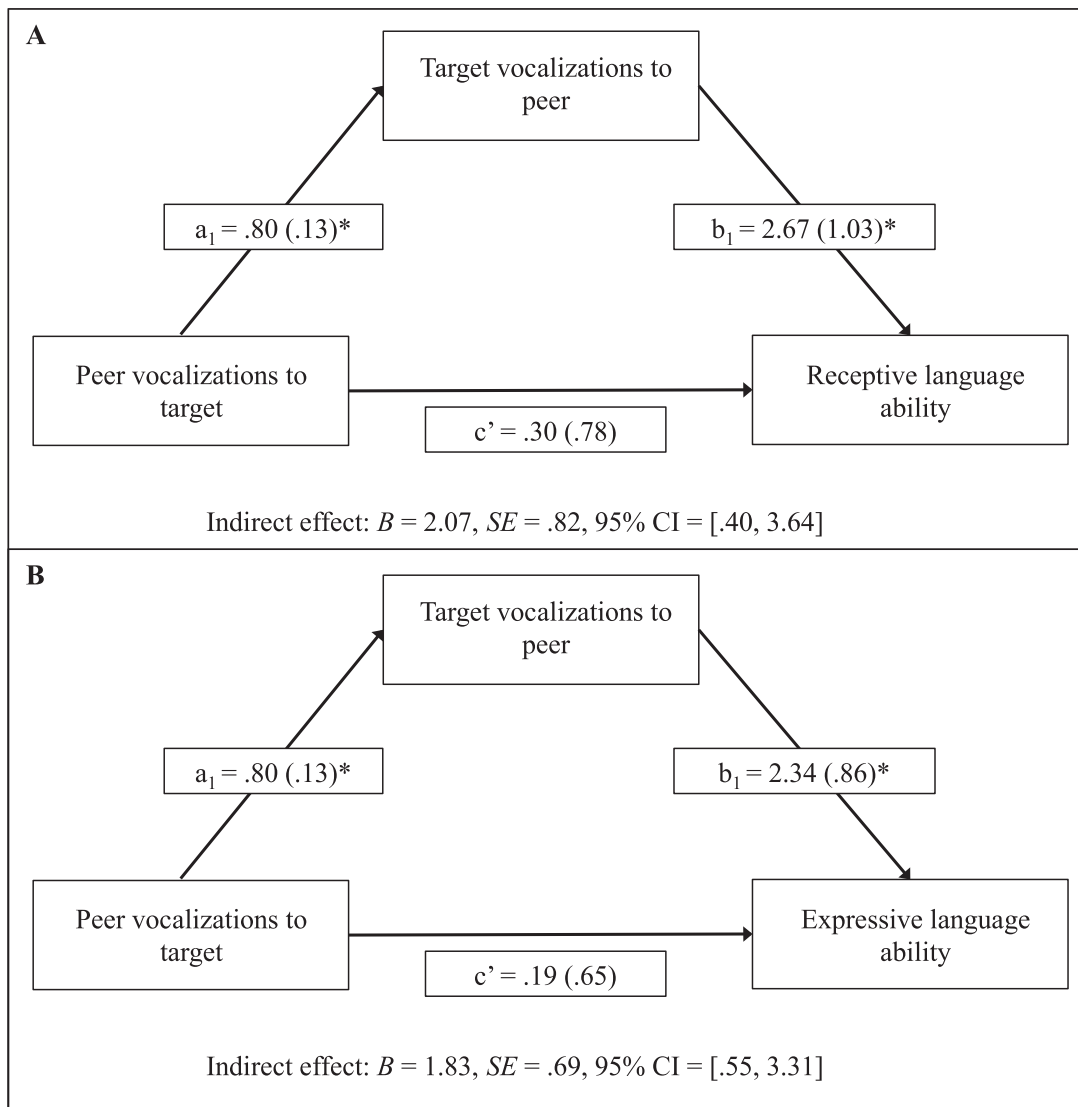 A
Target vocalizations to
peer
a₁ = .80 (.13)*
b₁ = 2.67 (1.03)*
Peer vocalizations to
target
Receptive language
ability
c’ = .30 (.78)
Indirect effect: B = 2.07, SE = .82, 95% CI = [.40, 3.64]
B
Target vocalizations to
peer
a₁ = .80 (.13)*
b₁ = 2.34 (.86)*
Peer vocalizations to
target
Expressive language
ability
c’ = .19 (.65)
Indirect effect: B = 1.83, SE = .69, 95% CI = [.55, 3.31]